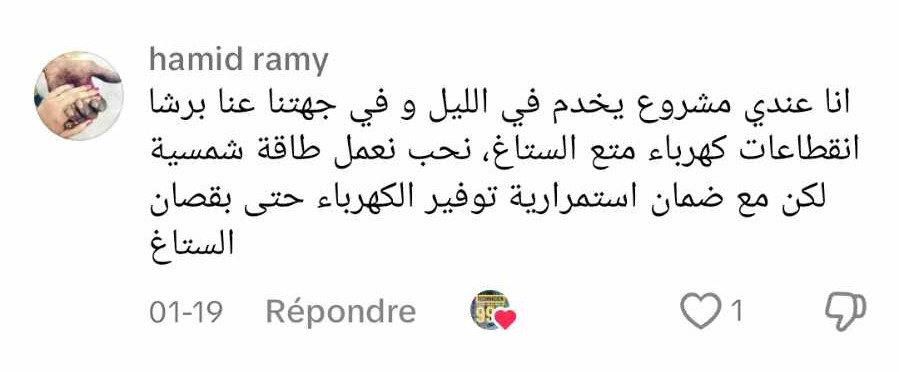 hamid ramy
انا عندي مشروع يخدم في الليل و في جهتنا عنا برشا
انقطاعات كهرباء متع الستاغ، نحب نعمل طاقة شمسية
لكن مع ضمان استمرارية توفير الكهرباء حتى بقصان
الستاغ
01-19 Répondre 1